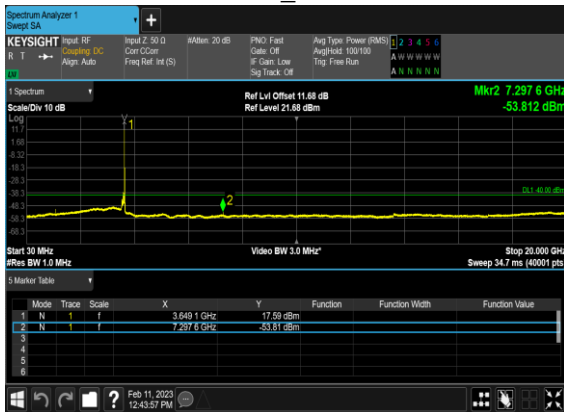 Spectrum Analyzer 1
Swept SA
KEYSIGHT Input: RF Input Z: 50 Ω #Atten: 20 dB PNO: Fast Avg Type: Power (RMS) 1 2 3 4 5 6
R T Coupling: DC Corr CCorr Gate: Off Avg|Hold: 100/100 A W W W W W
Align: Auto Freq Ref: Int (S) IF Gain: Low Trig: Free Run
LXI Sig Track: Off A N N N N N
1 Spectrum Ref Lvl Offset 11.68 dB Mkr2 7.297 6 GHz
Scale/Div 10 dB Ref Level 21.68 dBm -53.812 dBm
Log
11.7
1.68
-8.32
-18.3
-28.3
-38.3
-48.3
-58.3
-68.3
1
2
DL1 -40.00 dBm
Start 30 MHz Video BW 3.0 MHz* Stop 20.000 GHz
#Res BW 1.0 MHz Sweep 34.7 ms (40001 pts)
5 Marker Table
Mode Trace Scale X Y Function Function Width Function Value
1 N 1 f 3.649 1 GHz 17.59 dBm
2 N 1 f 7.297 6 GHz -53.81 dBm
3
4
5
6
? Feb 11, 2023
12:43:57 PM